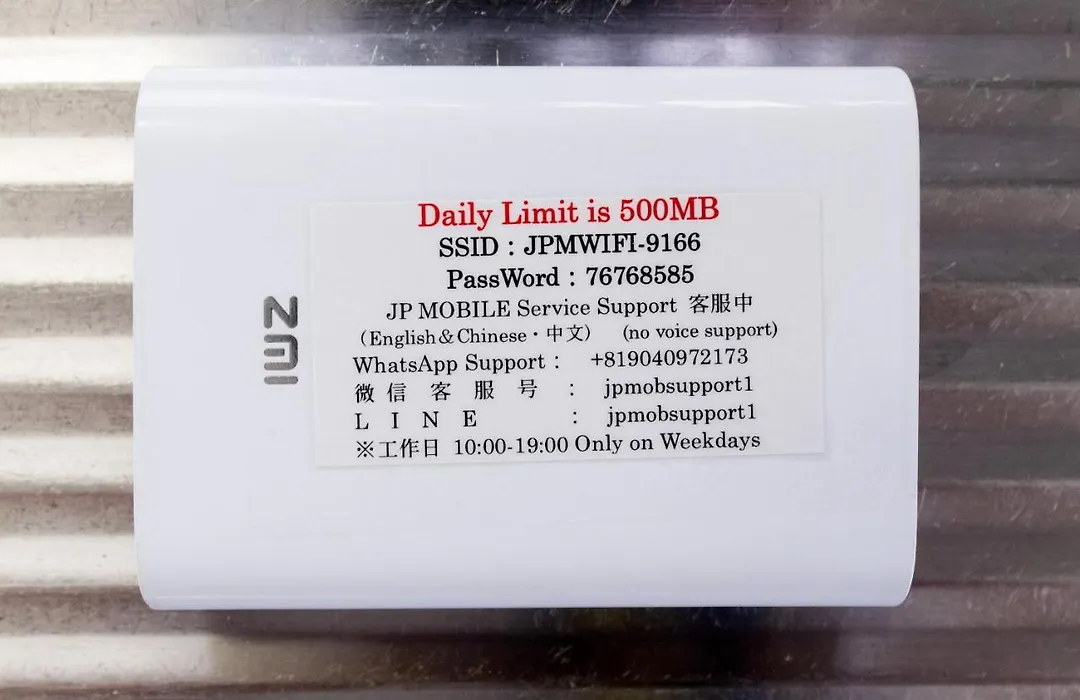 ZMI
Daily Limit is 500MB
SSID : JPMWIFI-9166
PassWord : 76768585
JP MOBILE Service Support 客服中
(English&Chinese・中文) (no voice support)
WhatsApp Support : +819040972173
微信客服号 : jpmobsupport1
LINE : jpmobsupport1
※工作日 10:00-19:00 Only on Weekdays